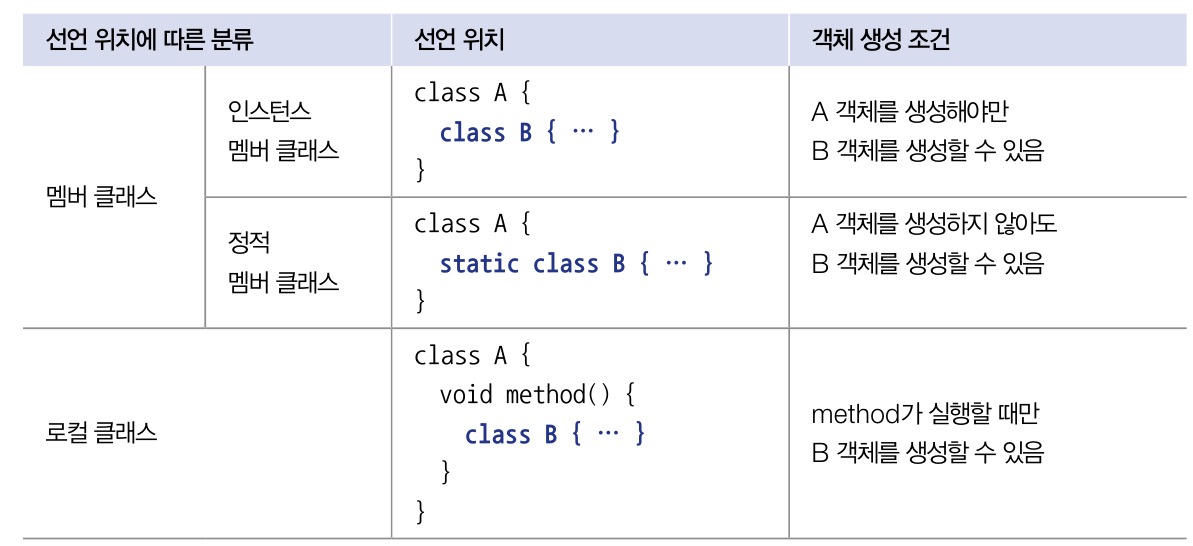 선언 위치에 따른 분류
선언 위치
객체 생성 조건
멤버 클래스
인스턴스
멤버 클래스
class A {
class B { … }
}
A 객체를 생성해야만
B 객체를 생성할 수 있음
정적
멤버 클래스
class A {
static class B { … }
}
A 객체를 생성하지 않아도
B 객체를 생성할 수 있음
로컬 클래스
class A {
void method() {
class B { … }
}
}
method가 실행할 때만
B 객체를 생성할 수 있음